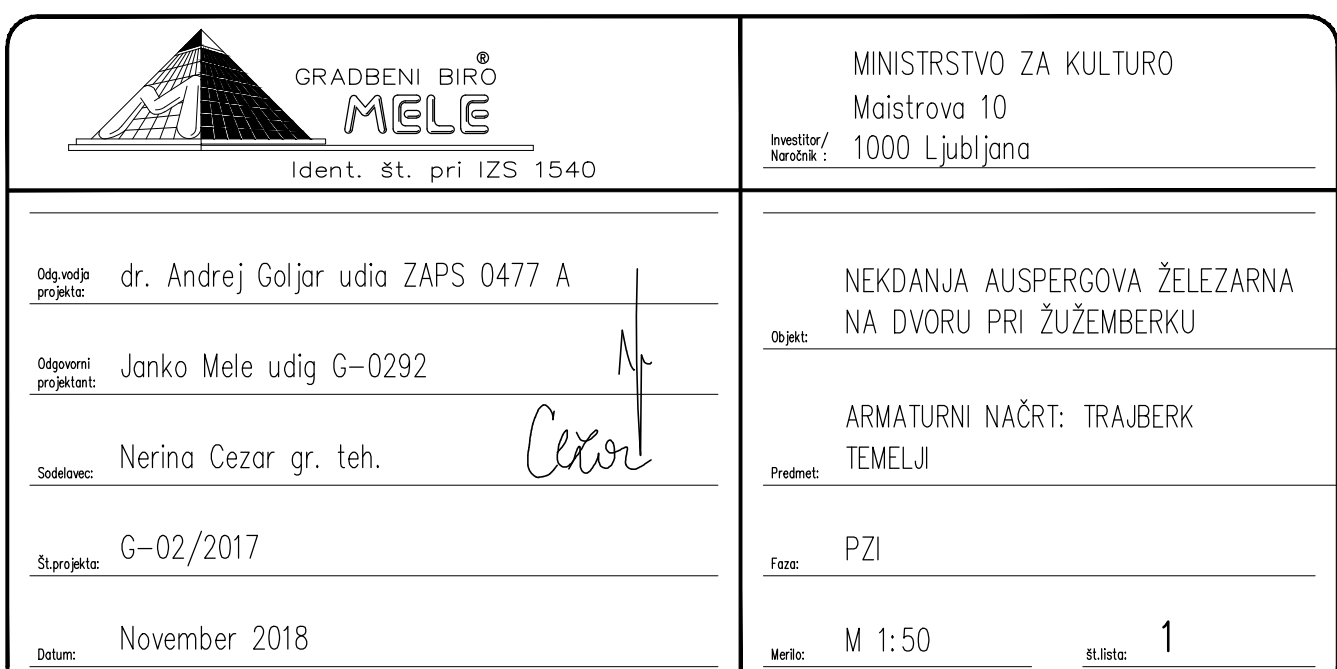 GRADBENI BIRO ®
MELE
Ident. št. pri IZS 1540
MINISTRSTVO ZA KULTURO
Maistrova 10
Investitor/
Naročnik : 1000 Ljubljana
Odg.vodja
projekta: dr. Andrej Goljar udia ZAPS 0477 A
Odgovorni
projektant: Janko Mele udig G-0292
Sodelavec: Nerina Cezar gr. teh.
Cezar
Št.projekta: G-02/2017
Datum: November 2018
NEKDANJA AUSPERGOVA ŽELEZARNA
Objekt: NA DVORU PRI ŽUŽEMBERKU
ARMATURNI NAČRT: TRAJBERK
Predmet: TEMELJI
Faza: PZI
Merilo: M 1:50 št.lista: 1